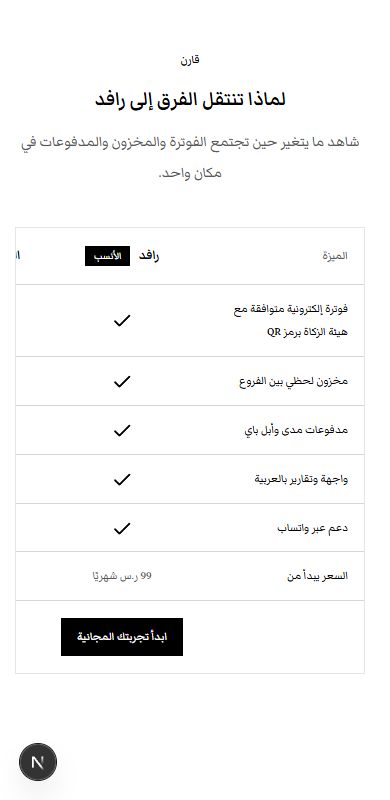 قارن
لماذا تنتقل الفرق إلى رافد
شاهد ما يتغير حين تجتمع الفوترة والمخزون والمدفوعات في
مكان واحد.
الميزة
رافد الأنسب
فوترة إلكترونية متوافقة مع
هيئة الزكاة برمز QR
مخزون لحظي بين الفروع
مدفوعات مدى وأبل باي
واجهة وتقارير بالعربية
دعم عبر واتساب
السعر يبدأ من
99 ر.س شهريًا
ابدأ تجربتك المجانية
N